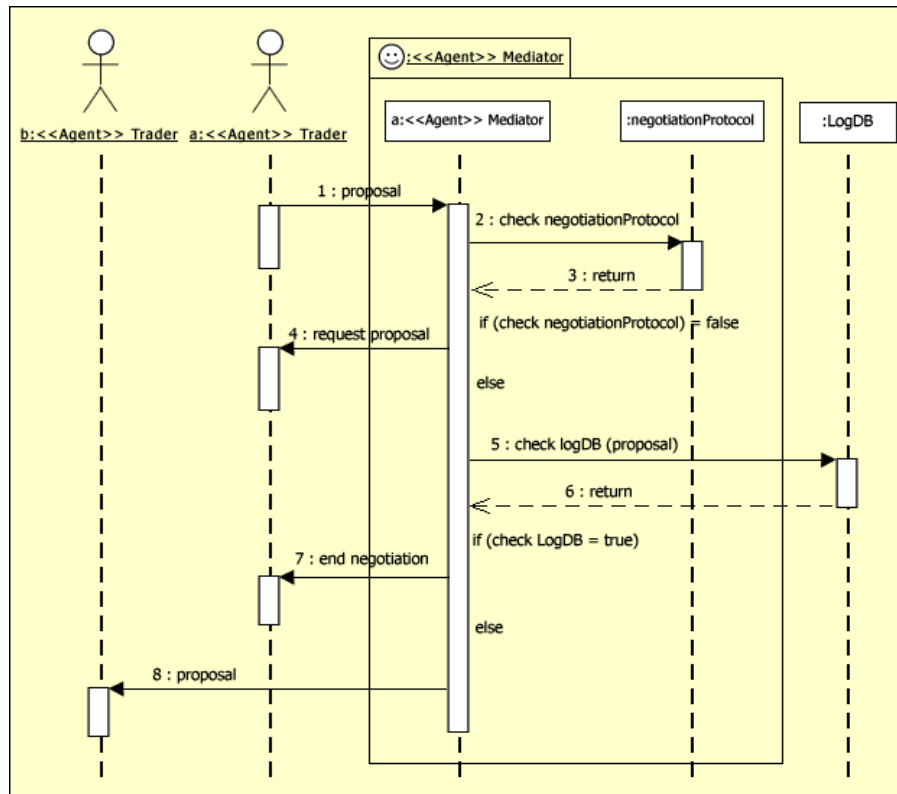 :<<Agent>> Mediator
b:<<Agent>> Trader
a:<<Agent>> Trader
a:<<Agent>> Mediator
:negotiationProtocol
:LogDB
1 : proposal
2 : check negotiationProtocol
3 : return
if (check negotiationProtocol) = false
4 : request proposal
else
5 : check logDB (proposal)
6 : return
if (check LogDB = true)
7 : end negotiation
else
8 : proposal